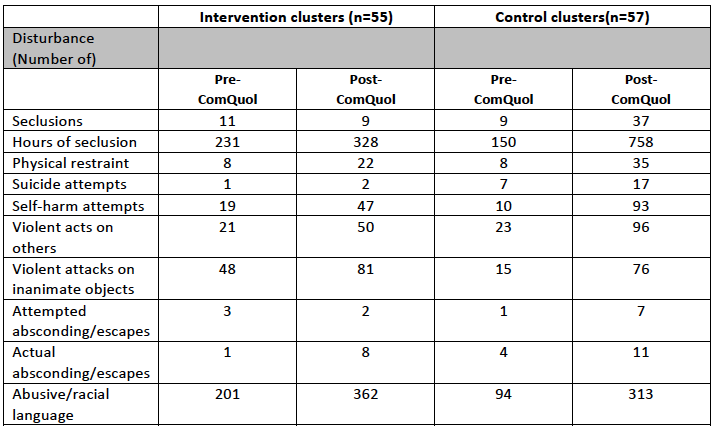 Intervention clusters (n=55) Control clusters(n=57)
Disturbance
(Number of)
Pre- Post- Pre- Post-
ComQuol ComQuol ComQuol ComQuol
Seclusions 11 9 9 37
Hours of seclusion 231 328 150 758
Physical restraint 8 22 8 35
Suicide attempts 1 2 7 17
Self-harm attempts 19 47 10 93
Violent acts on 21 50 23 96
others
Violent attacks on 48 81 15 76
inanimate objects
Attempted 3 2 1 7
absconding/escapes
Actual 1 8 4 11
absconding/escapes
Abusive/racial 201 362 94 313
language